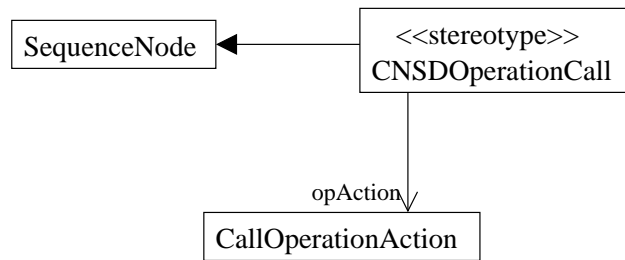 SequenceNode
<<stereotype>>
CNSDOperationCall
opAction
CallOperationAction